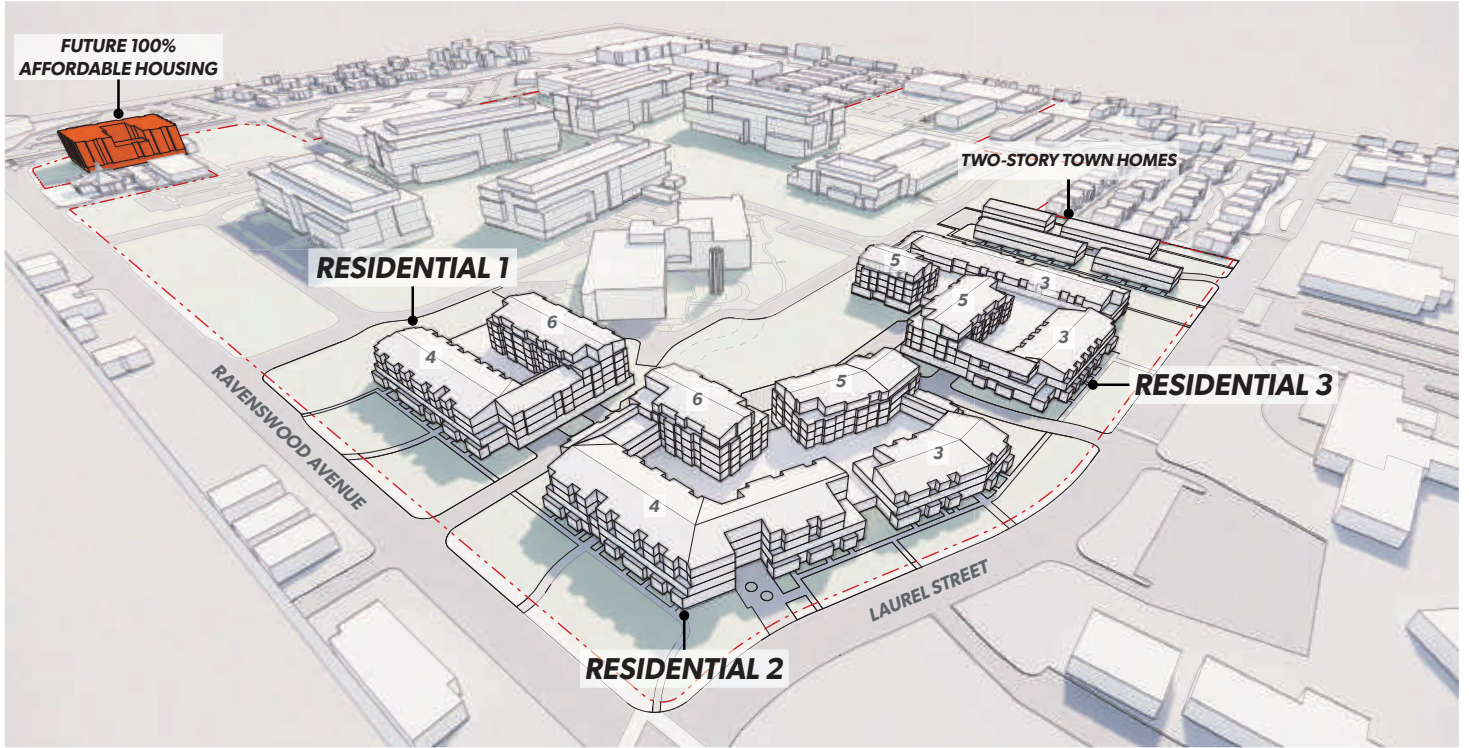 FUTURE 100%
AFFORDABLE HOUSING
TWO-STORY TOWN HOMES
RESIDENTIAL 1
5
3
5
6
3
4
5
RESIDENTIAL 3
6
RAVENSWOOD AVENUE
3
4
LAUREL STREET
RESIDENTIAL 2